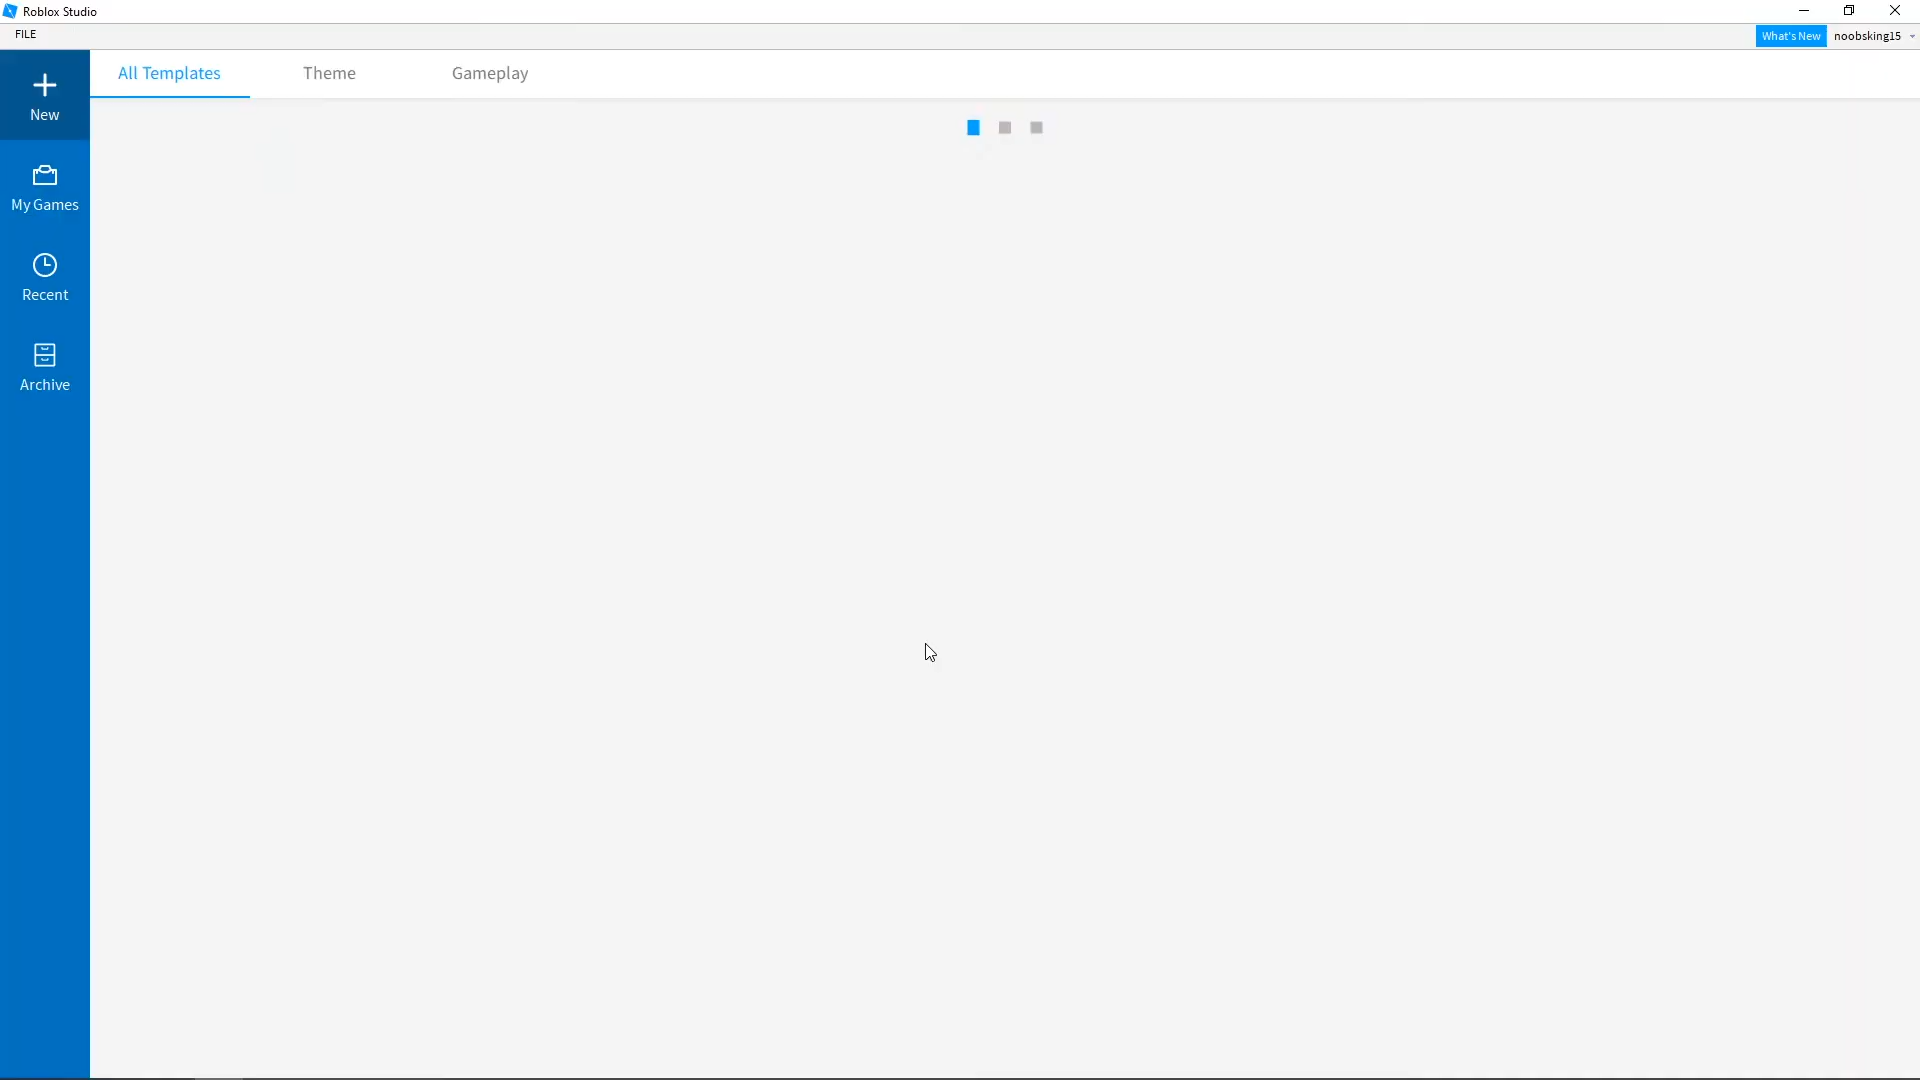 Roblox Studio
FILE
What's New noobsking15
All Templates Theme Gameplay
New
My Games
Recent
Archive